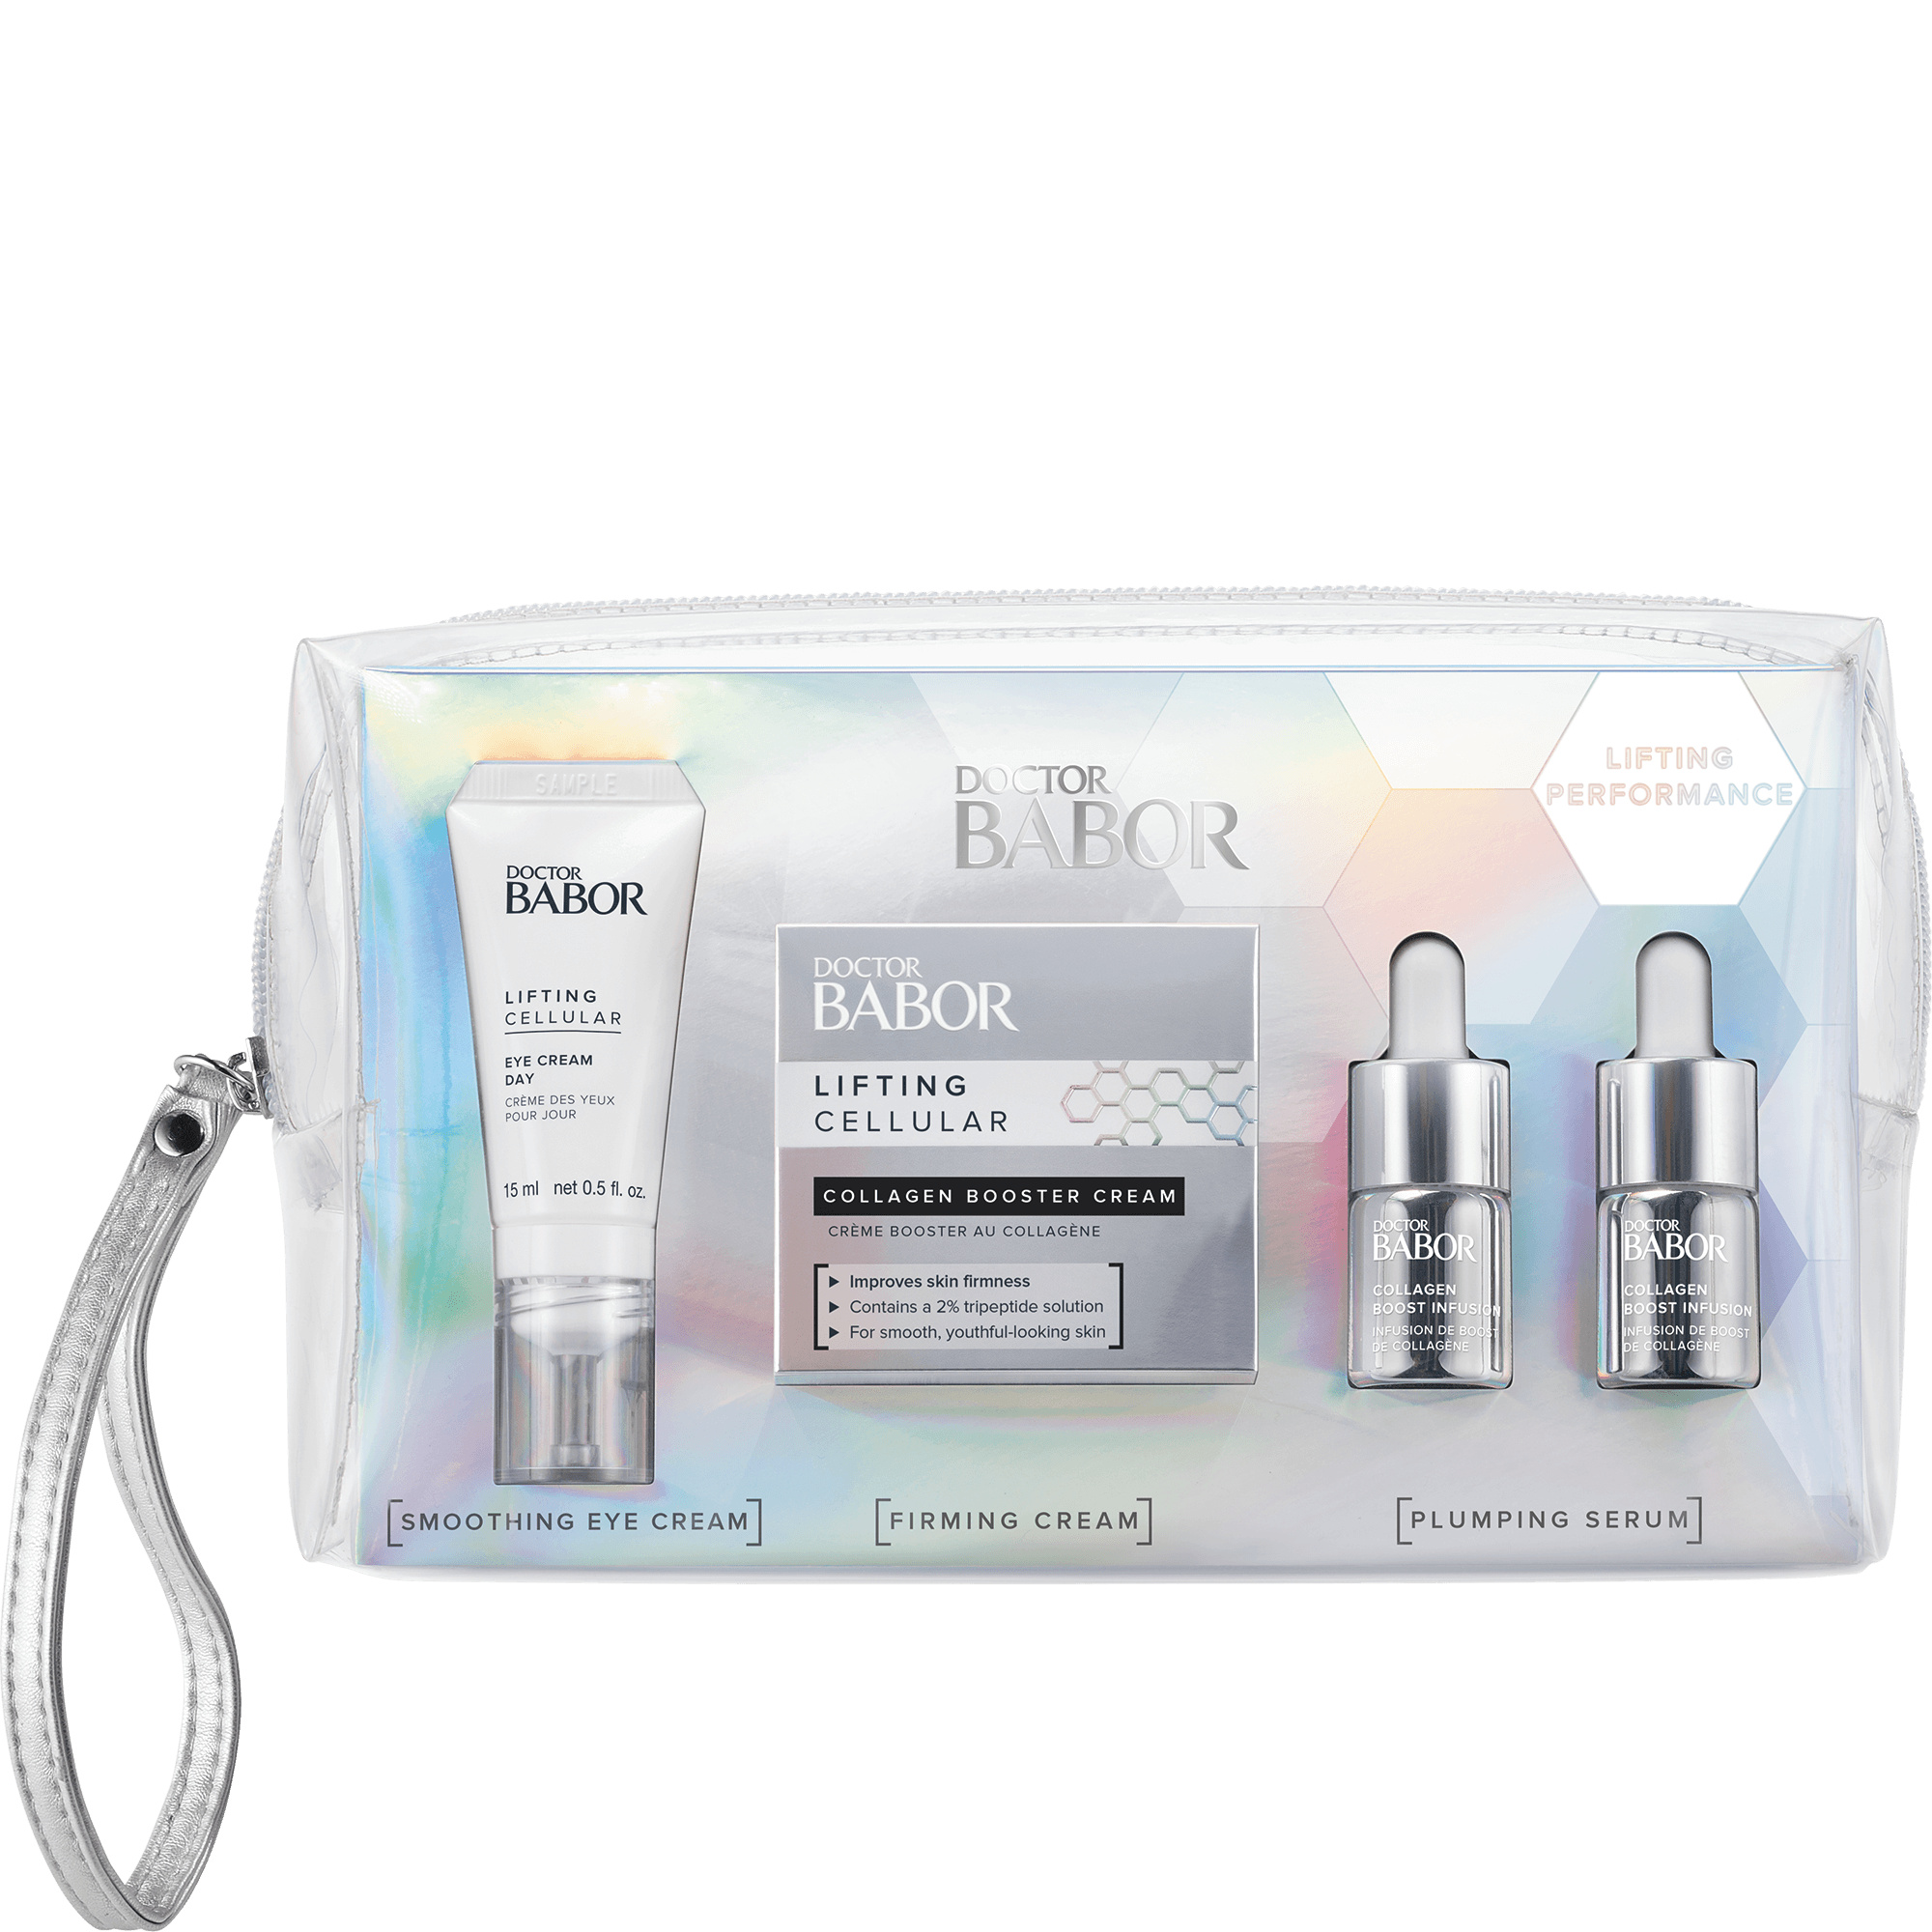 LIFTING
PERFORMANCE
DOCTOR
BABOR
SAMPLE
DOCTOR
BABOR
LIFTING
CELLULAR
EYE CREAM
DAY
CRÈME DES YEUX
POUR JOUR
15 ml net 0.5 fl. oz.
DOCTOR
BABOR
LIFTING
CELLULAR
COLLAGEN BOOSTER CREAM
CRÈME BOOSTER AU COLLAGÈNE
Improves skin firmness
Contains a 2% tripeptide solution
For smooth, youthful-looking skin
DOCTOR
BABOR
COLLAGEN
BOOST INFUSION
INFUSION DE BOOST
DE COLLAGÈNE
DOCTOR
BABOR
COLLAGEN
BOOST INFUSION
INFUSION DE BOOST
DE COLLAGÈNE
[SMOOTHING EYE CREAM]
[FIRMING CREAM]
[PLUMPING SERUM]